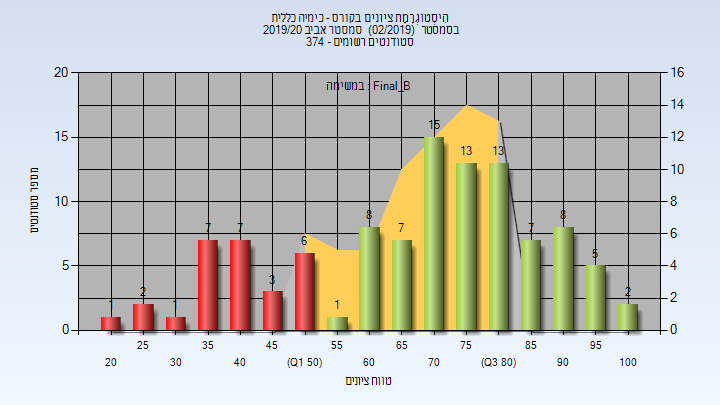 הִיסְטוֹגְרָמַת ציונים בקורס - כימיה כללית
בסמסטר (02/2019) סמסטר אביב 2019/20
סטודנטים רשומים - 374
במשימה : Final_B
20 16
14
15 12
10
10 8
6
5 4
2
0 0
1 2 1 7 7 3 6 1 8 7 15 13 13 7 8 5 2
מספר סטודנטים
25 35 45 55 65 75 85 95
20 30 40 (Q1 50) 60 70 (Q3 80) 90 100
טווח ציונים